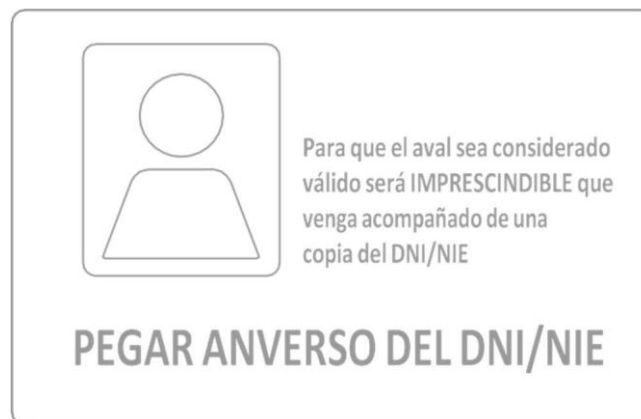 Para que el aval sea considerado
válido será IMPRESCINDIBLE que
venga acompañado de una
copia del DNI/NIE
PEGAR ANVERSO DEL DNI/NIE